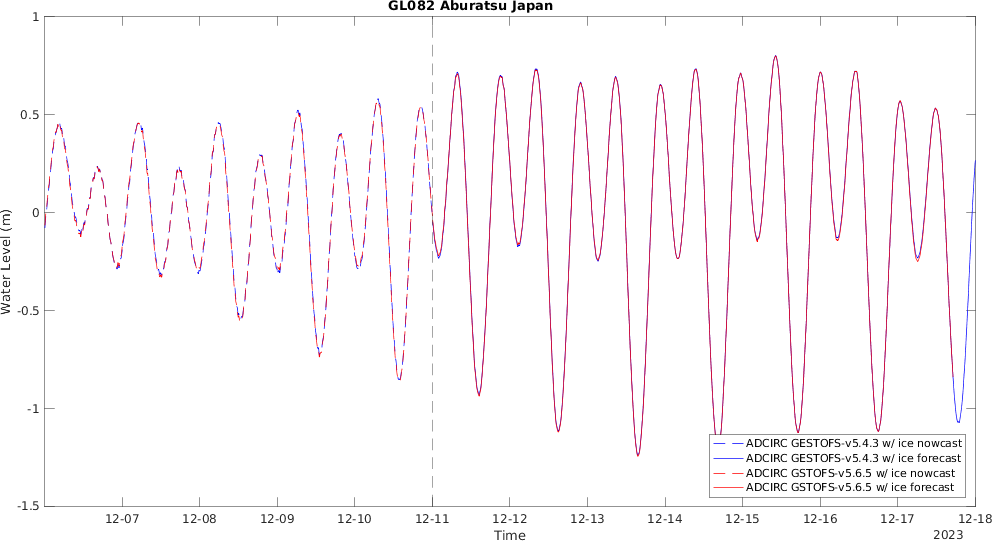 GL082 Aburatsu Japan
1
0.5
0
-0.5
-1
-1.5
Water Level (m)
12-07 12-08 12-09 12-10 12-11 12-12 12-13 12-14 12-15 12-16 12-17 12-18
Time
2023
ADCIRC GESTOFS-v5.4.3 w/ ice nowcast
ADCIRC GESTOFS-v5.4.3 w/ ice forecast
ADCIRC GSTOFS-v5.6.5 w/ ice nowcast
ADCIRC GSTOFS-v5.6.5 w/ ice forecast